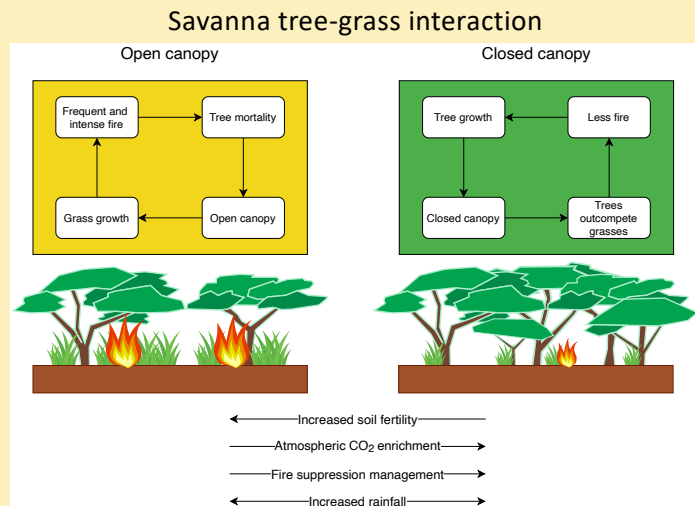 Savanna tree-grass interaction
Open canopy
Closed canopy
Frequent and
intense fire
Tree mortality
Grass growth
Open canopy
Tree growth
Less fire
Closed canopy
Trees
outcompete
grasses
Increased soil fertility
Atmospheric CO₂ enrichment
Fire suppression management
Increased rainfall